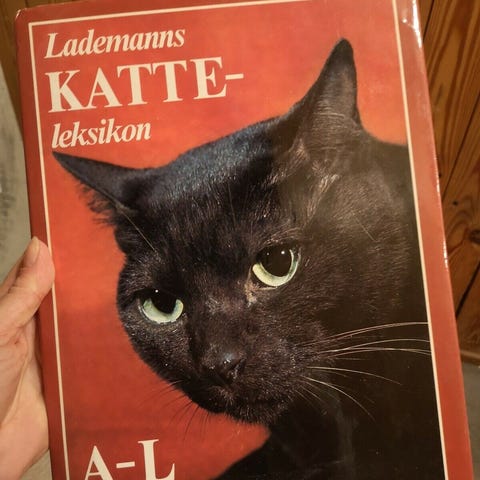 Lademanns
KATTE-
leksikon
A-L